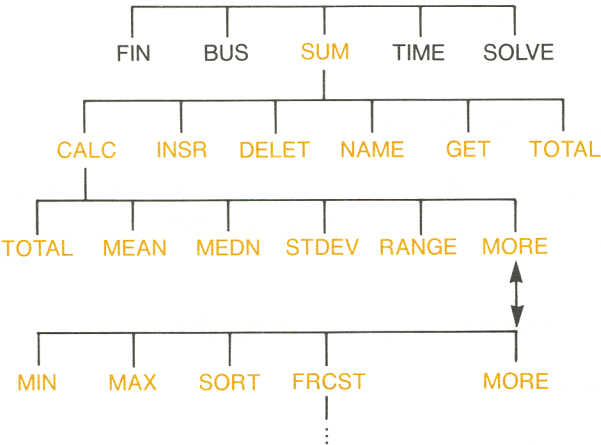 FIN BUS SUM TIME SOLVE
CALC INSR DELET NAME GET TOTAL
TOTAL MEAN MEDN STDEV RANGE MORE
MIN MAX SORT FRCST MORE